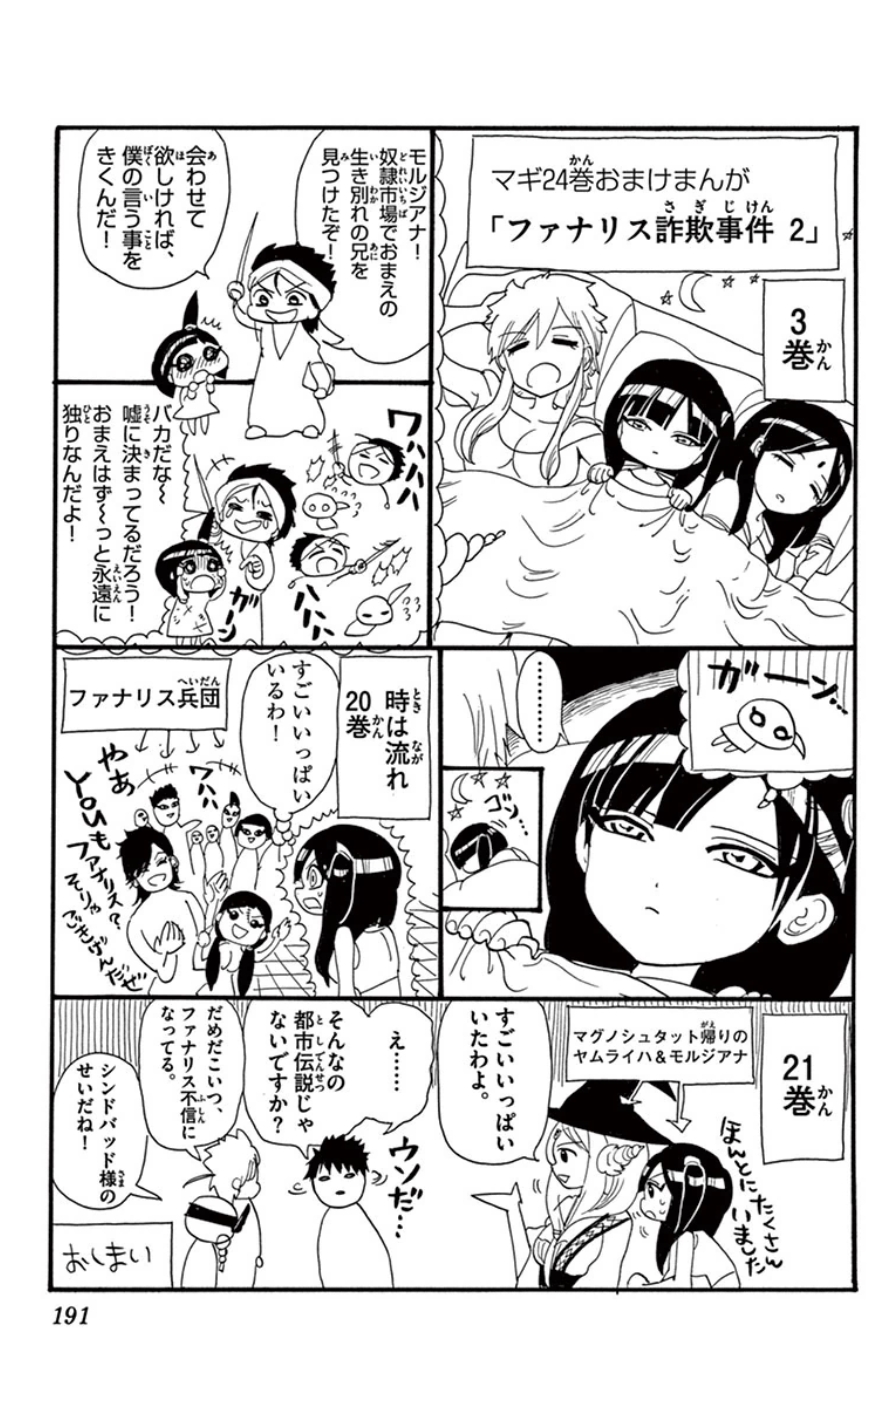 マギ24巻おまけまんが
「ファナリス詐欺事件 2」
3
巻
モルジアナ!
奴隷市場でおまえの
生き別れの兄を
見つけたぞ!
会わせて
欲しければ、
僕の言う事を
きくんだ!
ワハハハ
バカだな〜
嘘に決まってるだろう!
おまえはず〜っと永遠に
独りなんだよ!
ガーン
ハハハ
ガーン…
…………
ゴソ…
時は流れ
20巻
すごいいっぱい
いるわ!
ファナリス兵団
ワハハ
やあ
YOUも
ファナリス?
そりゃ
ごきげんだぜ
21
巻
マグノシュタット帰りの
ヤムライハ&モルジアナ
ほんとにたくさん
いました
すごいいっぱい
いたわよ。
え……
そんなの
都市伝説じゃ
ないですか?
ウソだ…
だめだこいつ、
ファナリス不信に
なってる。
シンドバッド様の
せいだね!
おしまい
191